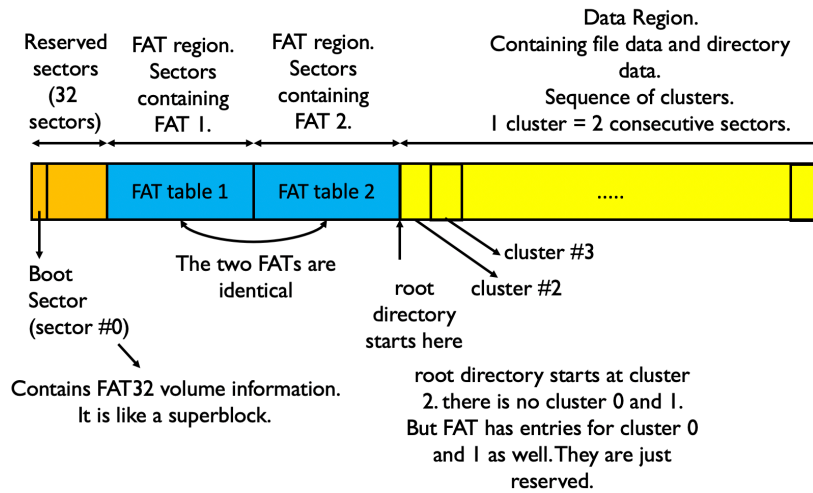 Reserved
sectors
(32
sectors)
FAT region.
Sectors
containing
FAT 1.
FAT region.
Sectors
containing
FAT 2.
Data Region.
Containing file data and directory
data.
Sequence of clusters.
1 cluster = 2 consecutive sectors.
FAT table 1
FAT table 2
.....
The two FATs are
identical
Boot
Sector
(sector #0)
root
directory
starts here
cluster #3
cluster #2
Contains FAT32 volume information.
It is like a superblock.
root directory starts at cluster
2. there is no cluster 0 and 1.
But FAT has entries for cluster 0
and 1 as well. They are just
reserved.